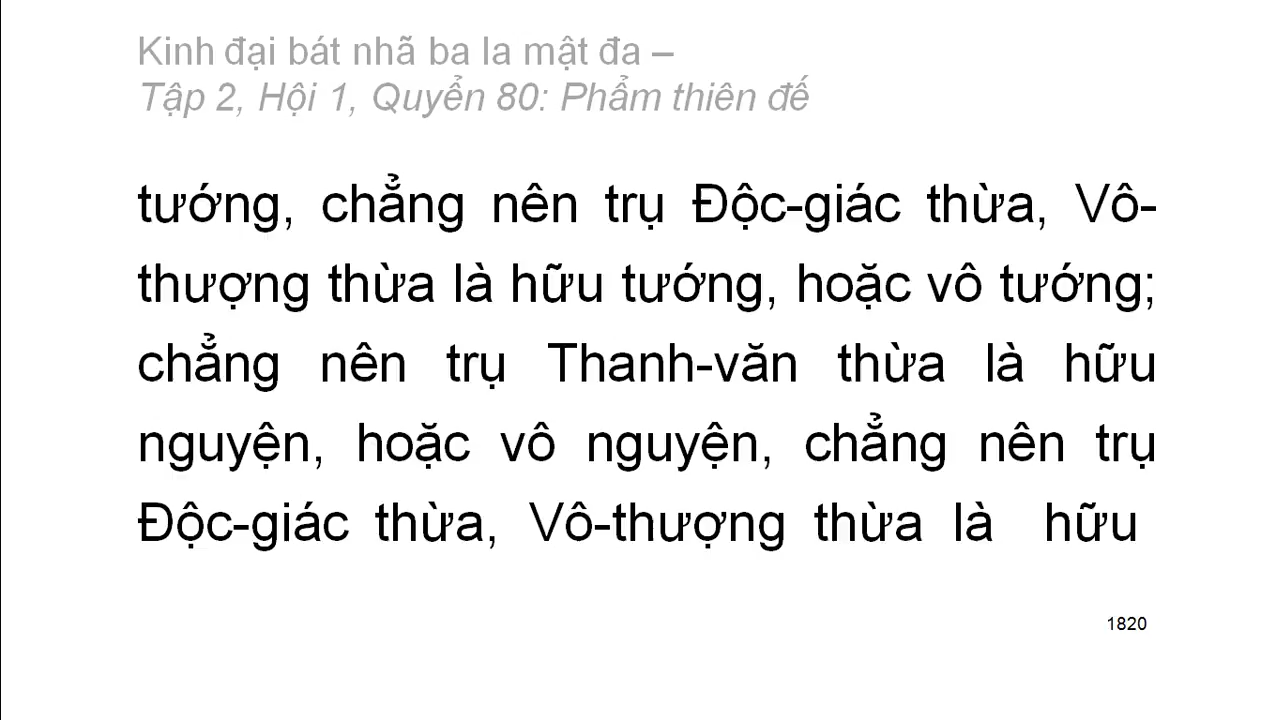 Kinh đại bát nhã ba la mật đa –
Tập 2, Hội 1, Quyển 80: Phẩm thiên đế
tướng, chẳng nên trụ Độc-giác thừa, Vô-
thượng thừa là hữu tướng, hoặc vô tướng;
chẳng nên trụ Thanh-văn thừa là hữu
nguyện, hoặc vô nguyện, chẳng nên trụ
Độc-giác thừa, Vô-thượng thừa là hữu
1820